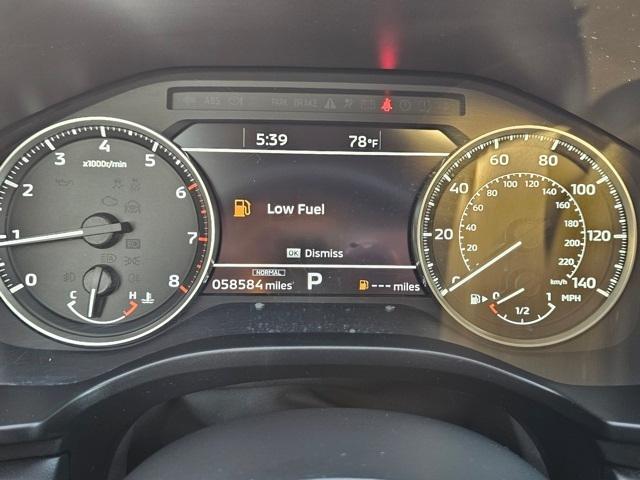 ABS PARK BRAKE
5:39 78°F
Low Fuel
OK Dismiss
NORMAL
058584 miles P --- miles
x1000r/min
0 1 2 3 4 5 6 7 8
C H
0 20 40 60 80 100 120 140
MPH
0 20 40 60 80 100 120 140 160 180 200 220
km/h
0 1/2 1